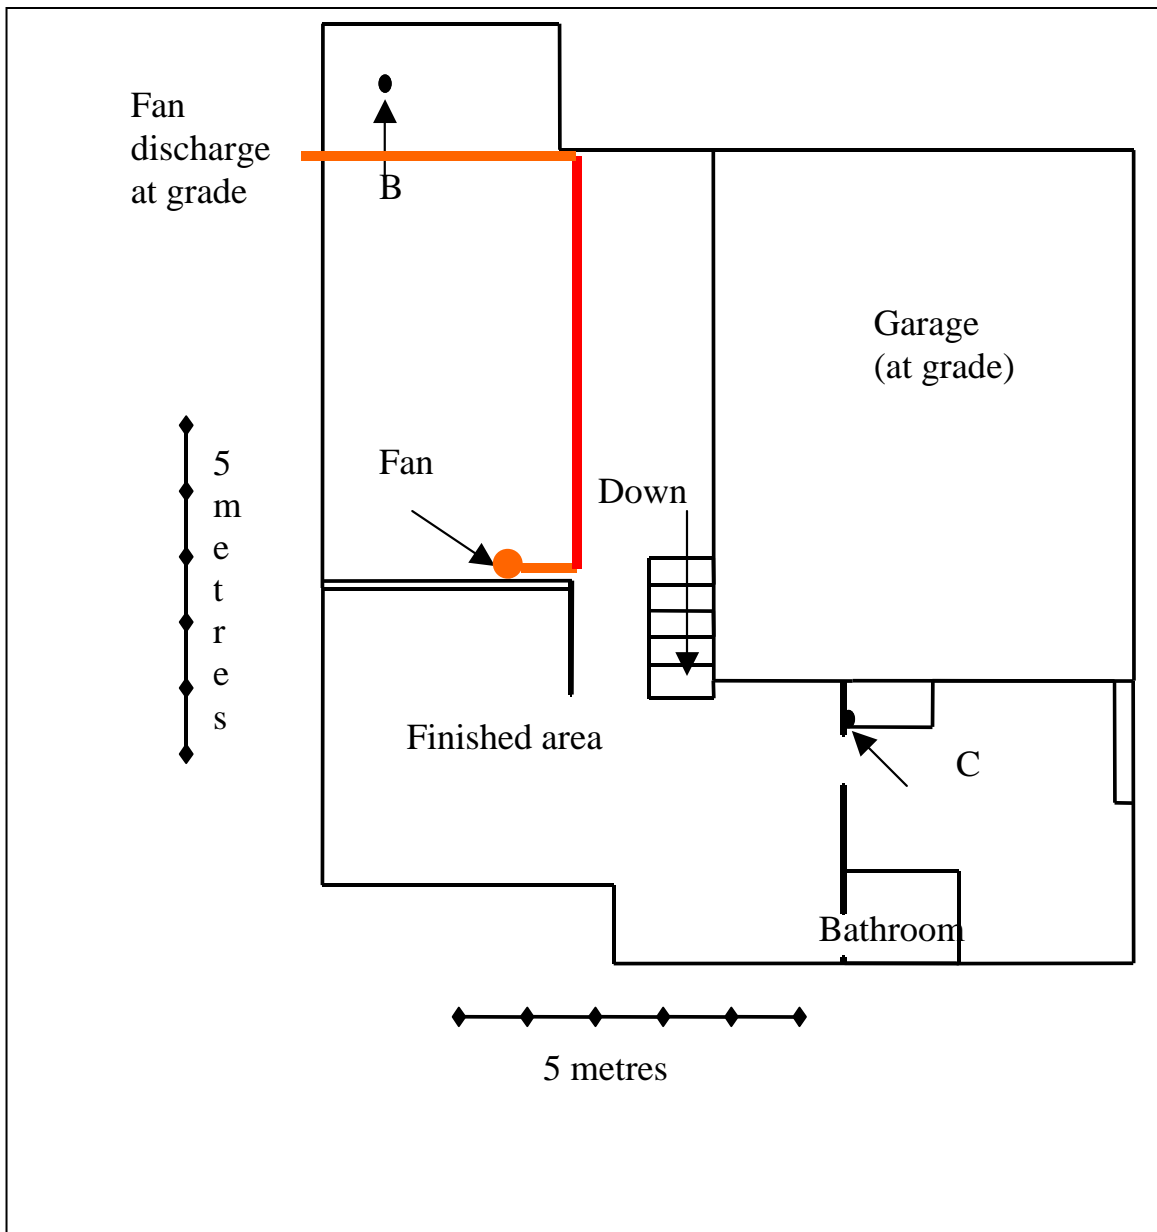 Fan
discharge
at grade
B
Garage
(at grade)
Fan
Down
5
m
e
t
r
e
s
Finished area
C
Bathroom
5 metres